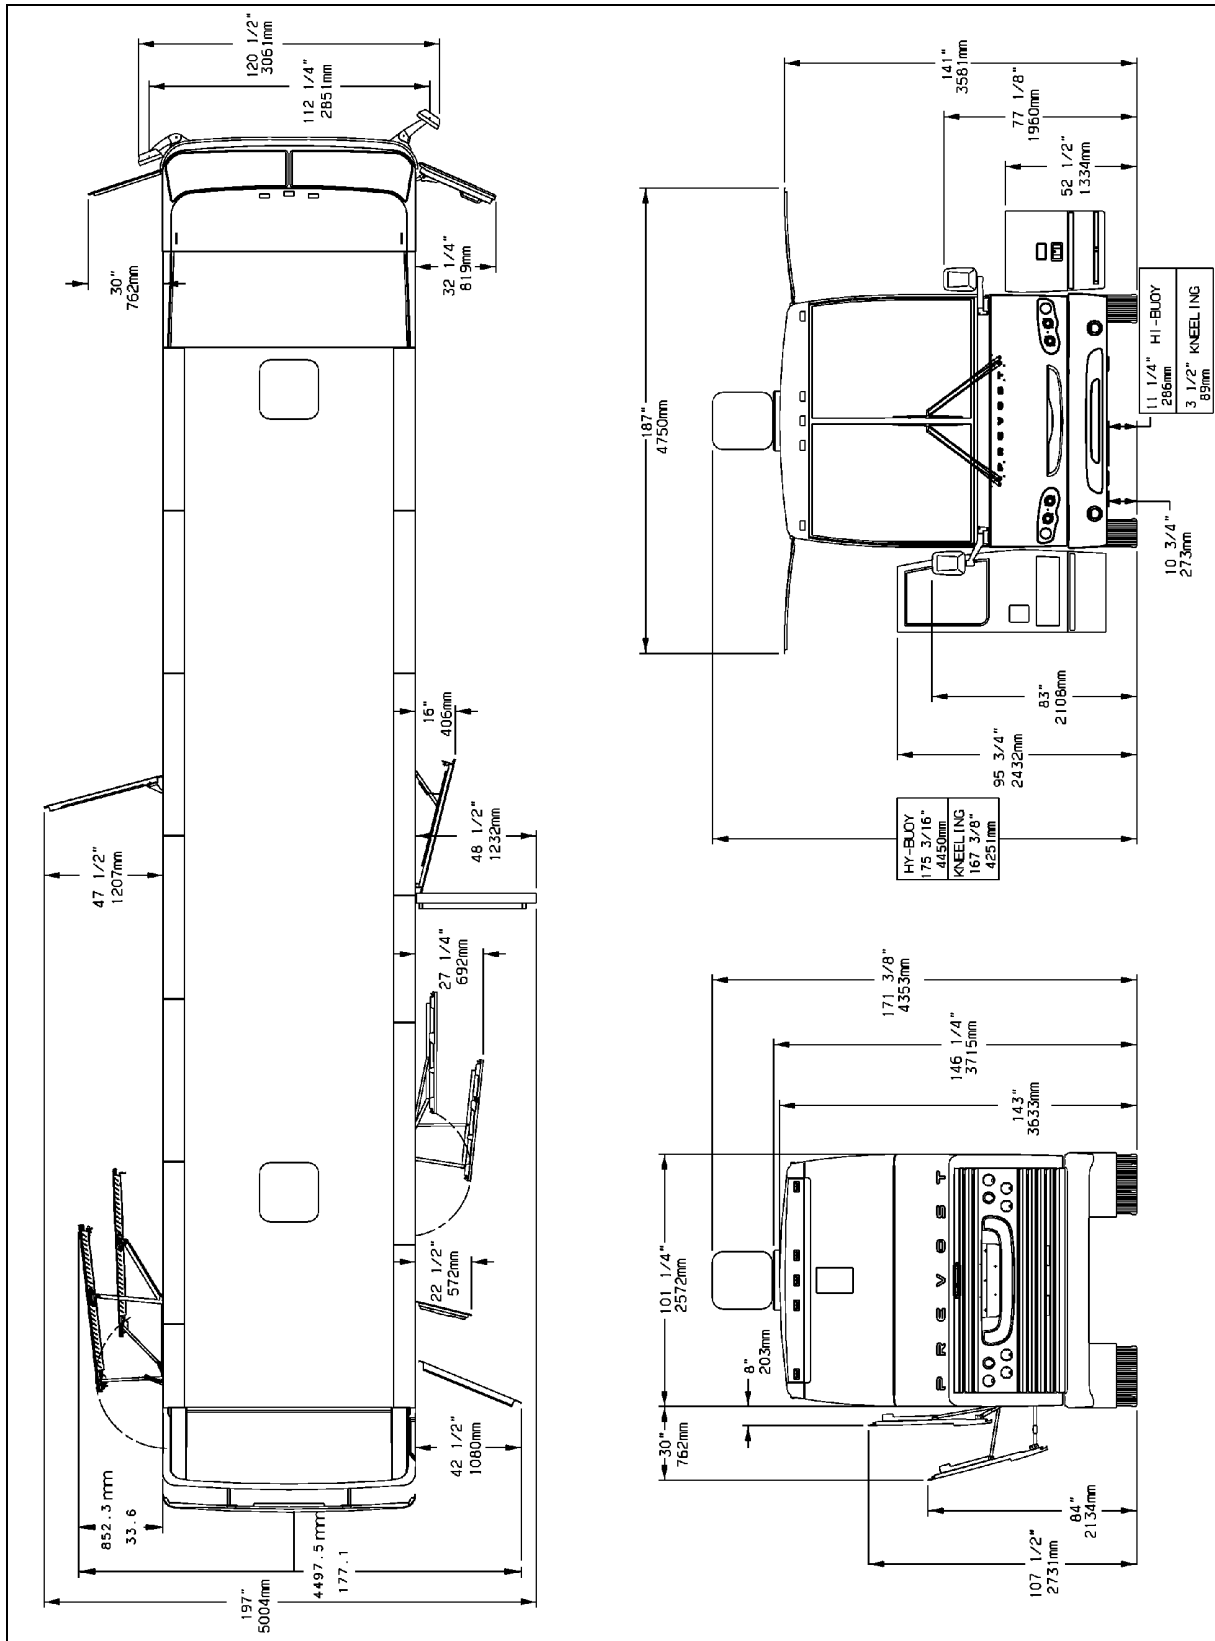 120 1/2"
3061mm
112 1/4"
2851mm
30"
762mm
32 1/4"
819mm
16"
406mm
47 1/2"
1207mm
48 1/2"
1232mm
27 1/4"
692mm
22 1/2"
572mm
42 1/2"
1080mm
852.3 mm
33.6
4497.5 mm
177.1
197"
5004mm
141"
3581mm
77 1/8"
1960mm
52 1/2"
1334mm
187"
4750mm
PREVOST
11 1/4" HI-BUOY
286mm
3 1/2" KNEELING
89mm
10 3/4"
273mm
83"
2108mm
95 3/4"
2432mm
HY-BUOY
175 3/16"
4450mm
KNEELING
167 3/8"
4251mm
171 3/8"
4353mm
146 1/4"
3715mm
143"
3633mm
101 1/4"
2572mm
8"
203mm
30"
762mm
PREVOST
84"
2134mm
107 1/2"
2731mm